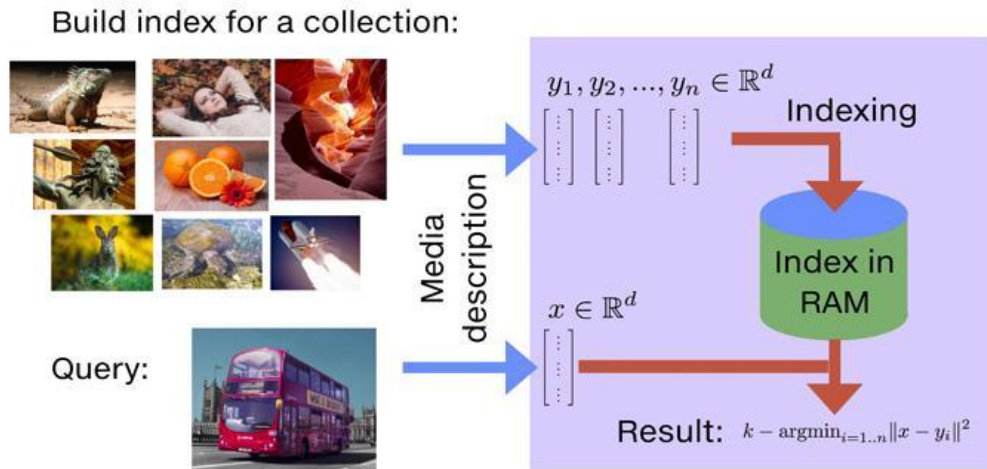 Build index for a collection:
y₁, y₂, ..., yₙ ∈ ℝᵈ
Indexing
Media
description
Index in
RAM
x ∈ ℝᵈ
Query:
Result: k − argminᵢ₌₁..ₙ‖x − yᵢ‖²